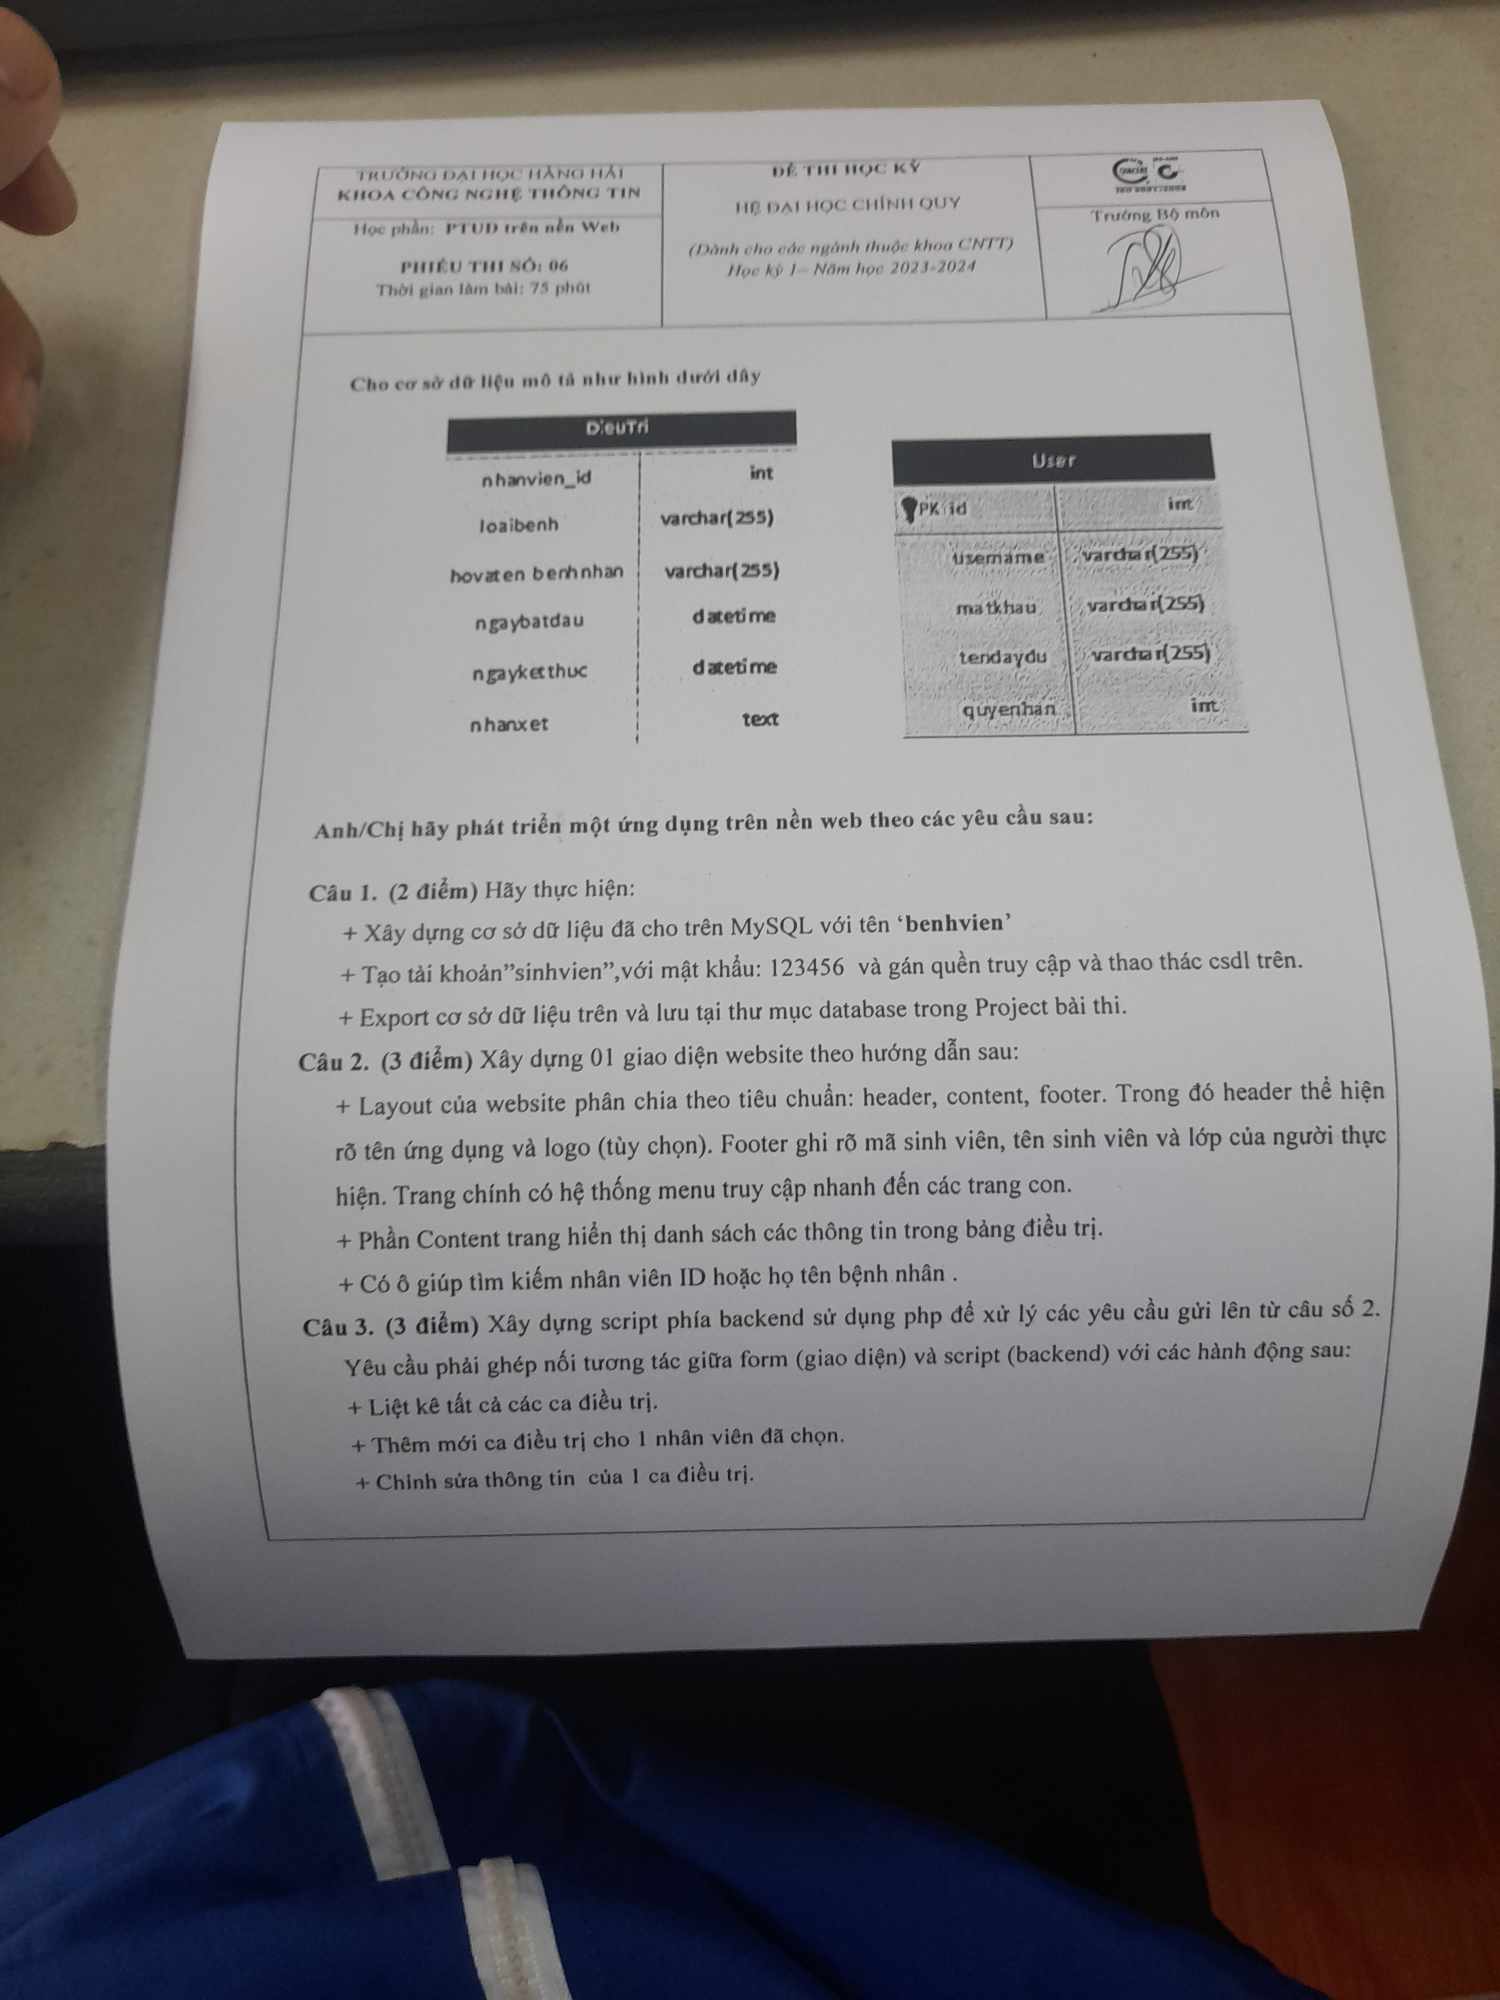 TRƯỜNG ĐẠI HỌC HÀNG HẢI
KHOA CÔNG NGHỆ THÔNG TIN
Học phần: PTUD trên nền Web
PHIẾU THI SỐ: 06
Thời gian làm bài: 75 phút
ĐỀ THI HỌC KỲ
HỆ ĐẠI HỌC CHÍNH QUY
(Dành cho các ngành thuộc khoa CNTT)
Học kỳ 1– Năm học 2023-2024
Trưởng Bộ môn
Cho cơ sở dữ liệu mô tả như hình dưới đây
DieuTri
nhanvien_id int
loaibenh varchar(255)
hovaten benhnhan varchar(255)
ngaybatdau datetime
ngayketthuc datetime
nhanxet text
User
PK id int
username varchar(255)
matkhau varchar(255)
tendaydu varchar(255)
quyenhan int
Anh/Chị hãy phát triển một ứng dụng trên nền web theo các yêu cầu sau:
Câu 1. (2 điểm) Hãy thực hiện:
+ Xây dựng cơ sở dữ liệu đã cho trên MySQL với tên ‘benhvien’
+ Tạo tài khoản”sinhvien”,với mật khẩu: 123456 và gán quền truy cập và thao thác csdl trên.
+ Export cơ sở dữ liệu trên và lưu tại thư mục database trong Project bài thi.
Câu 2. (3 điểm) Xây dựng 01 giao diện website theo hướng dẫn sau:
+ Layout của website phân chia theo tiêu chuẩn: header, content, footer. Trong đó header thể hiện
rõ tên ứng dụng và logo (tùy chọn). Footer ghi rõ mã sinh viên, tên sinh viên và lớp của người thực
hiện. Trang chính có hệ thống menu truy cập nhanh đến các trang con.
+ Phần Content trang hiển thị danh sách các thông tin trong bảng điều trị.
+ Có ô giúp tìm kiếm nhân viên ID hoặc họ tên bệnh nhân .
Câu 3. (3 điểm) Xây dựng script phía backend sử dụng php để xử lý các yêu cầu gửi lên từ câu số 2.
Yêu cầu phải ghép nối tương tác giữa form (giao diện) và script (backend) với các hành động sau:
+ Liệt kê tất cả các ca điều trị.
+ Thêm mới ca điều trị cho 1 nhân viên đã chọn.
+ Chỉnh sửa thông tin của 1 ca điều trị.